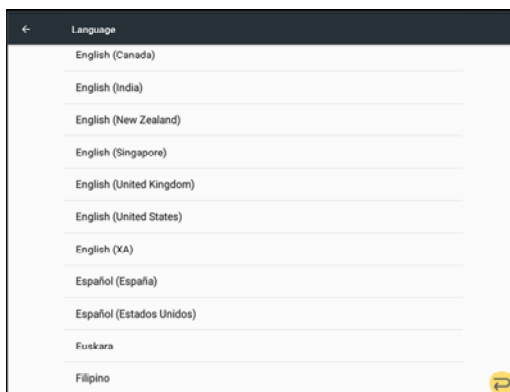 Language
English (Canada)
English (India)
English (New Zealand)
English (Singapore)
English (United Kingdom)
English (United States)
English (XA)
Español (España)
Español (Estados Unidos)
Euskara
Filipino